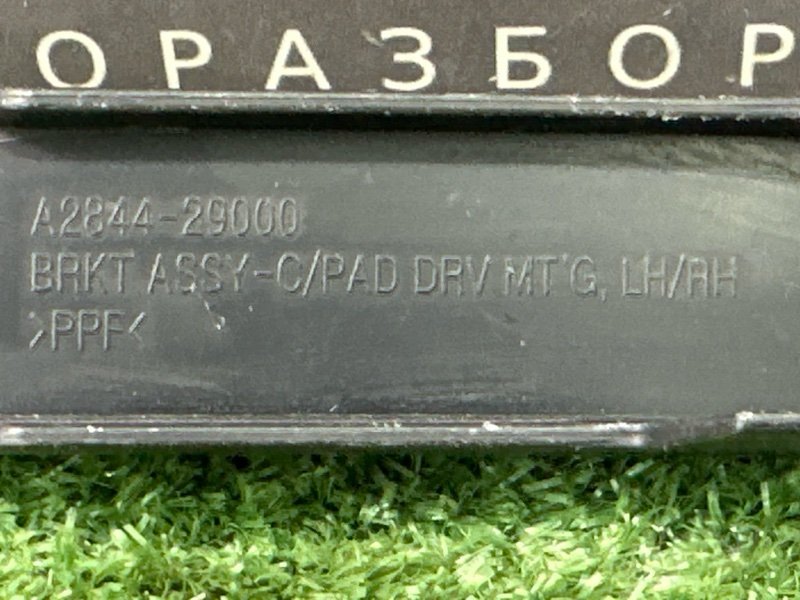 ОРАЗБОР
A2844-29000
BRKT ASSY-C/PAD DRV MT'G, LH/RH
>PPF<